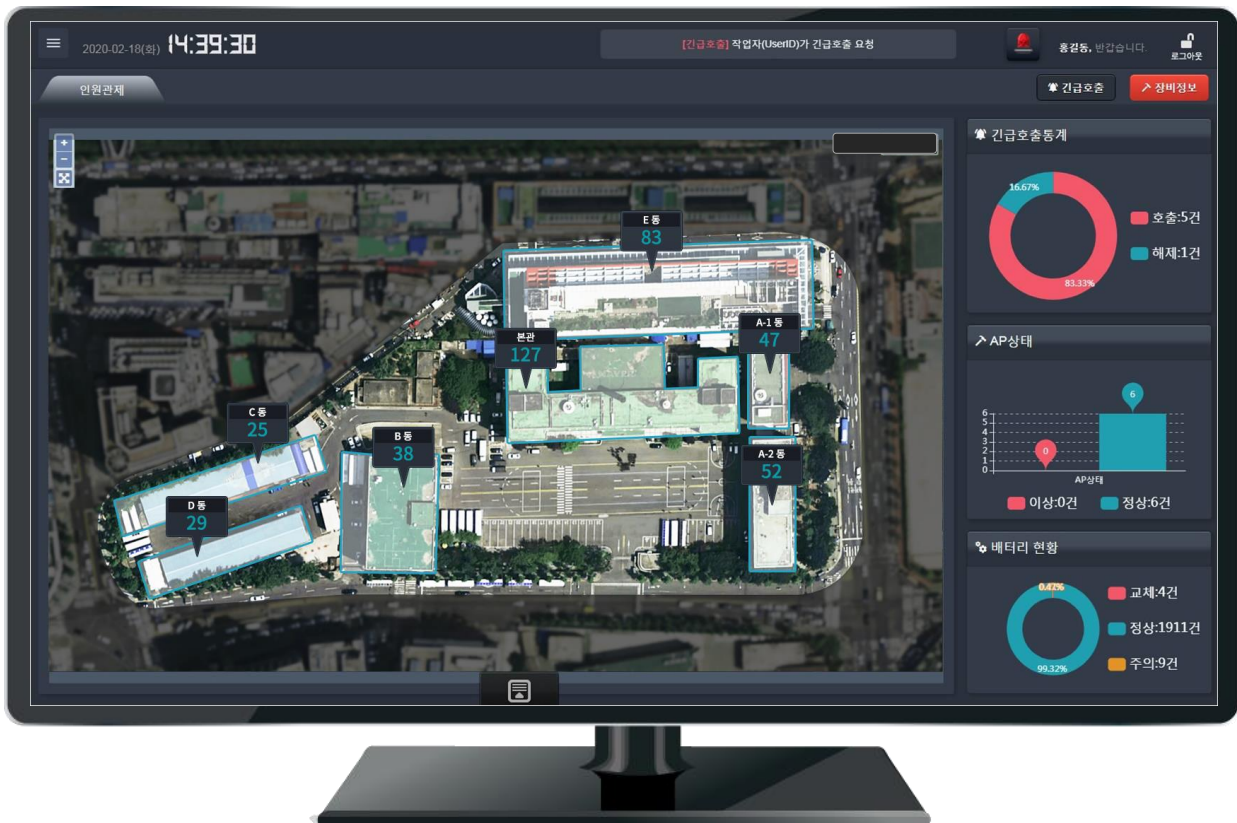 2020-02-18(화) 14:39:30
[긴급호출] 작업자(UserID)가 긴급호출 요청
홍길동, 반갑습니다.
로그아웃
인원관제
긴급호출
장비정보
+
−
E 동
83
본관
127
A-1 동
47
C 동
25
B 동
38
A-2 동
52
D 동
29
긴급호출통계
16.67%
83.33%
호출:5건
해제:1건
AP상태
6
5
4
3
2
1
0
0
6
AP상태
이상:0건
정상:6건
배터리 현황
99.32%
교체:4건
정상:1911건
주의:9건